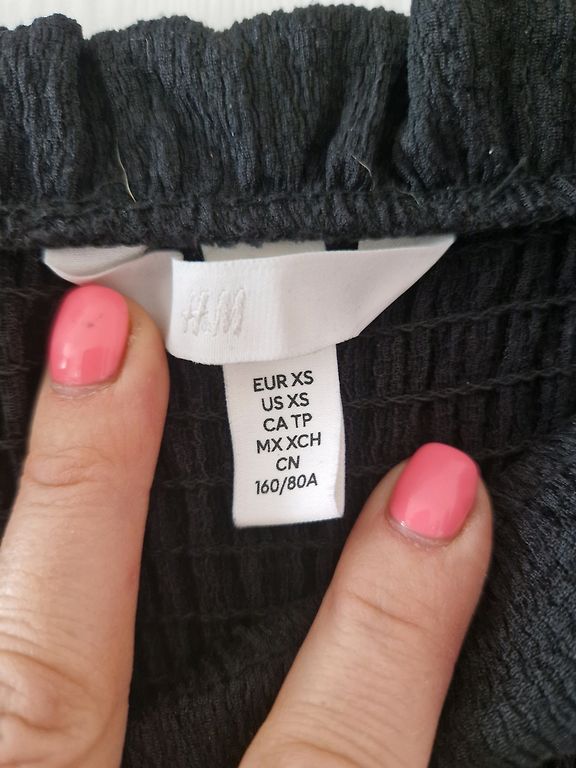 H&M
EUR XS
US XS
CA TP
MX XCH
CN
160/80A